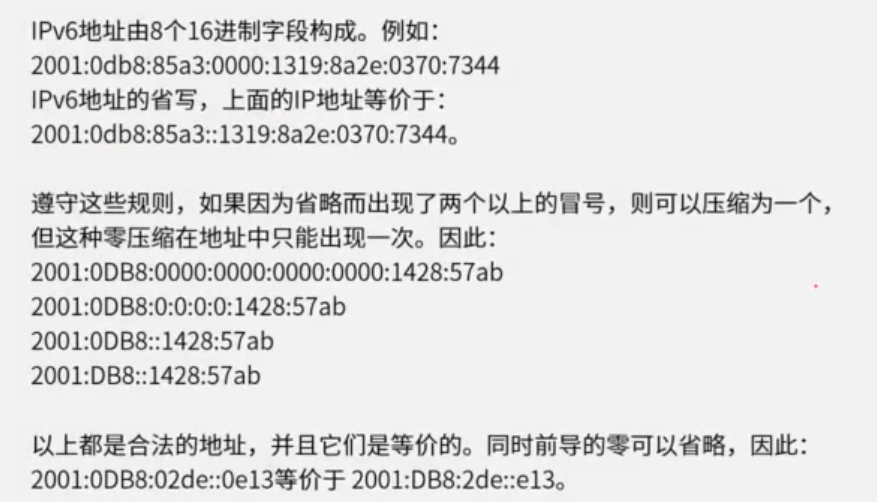 IPv6地址由8个16进制字段构成。例如：
2001:0db8:85a3:0000:1319:8a2e:0370:7344
IPv6地址的省写，上面的IP地址等价于：
2001:0db8:85a3::1319:8a2e:0370:7344。
遵守这些规则，如果因为省略而出现了两个以上的冒号，则可以压缩为一个，
但这种零压缩在地址中只能出现一次。因此：
2001:0DB8:0000:0000:0000:0000:1428:57ab
2001:0DB8:0:0:0:0:1428:57ab
2001:0DB8::1428:57ab
2001:DB8::1428:57ab
以上都是合法的地址，并且它们是等价的。同时前导的零可以省略，因此：
2001:0DB8:02de::0e13等价于 2001:DB8:2de::e13。